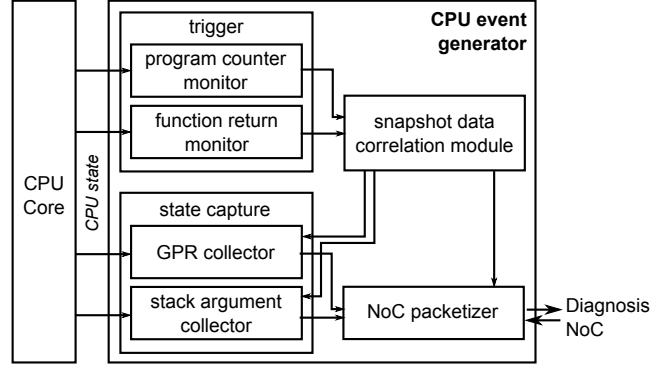 CPU event
generator
trigger
program counter
monitor
function return
monitor
snapshot data
correlation module
CPU
Core
CPU state
state capture
GPR collector
stack argument
collector
NoC packetizer
Diagnosis
NoC